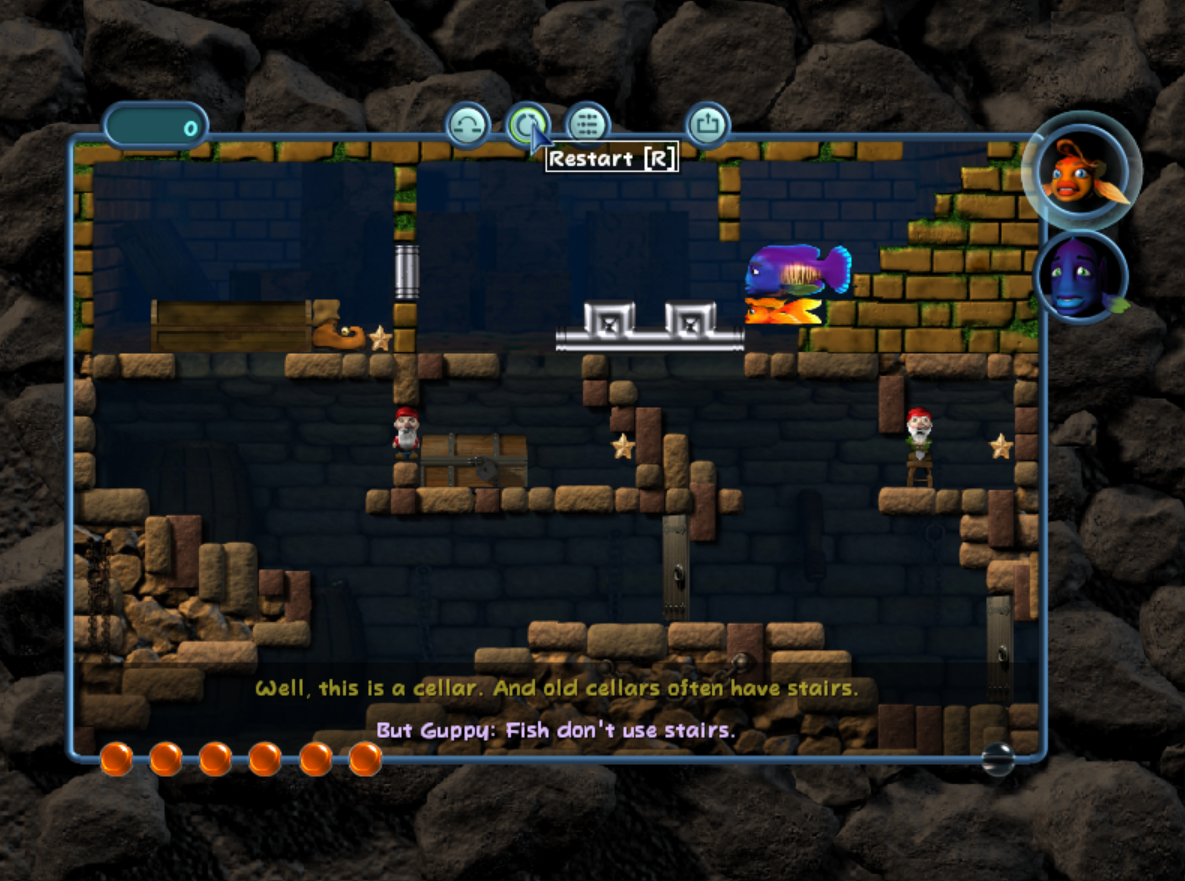 0
Restart [R]
Well, this is a cellar. And old cellars often have stairs.
But Guppy: Fish don't use stairs.